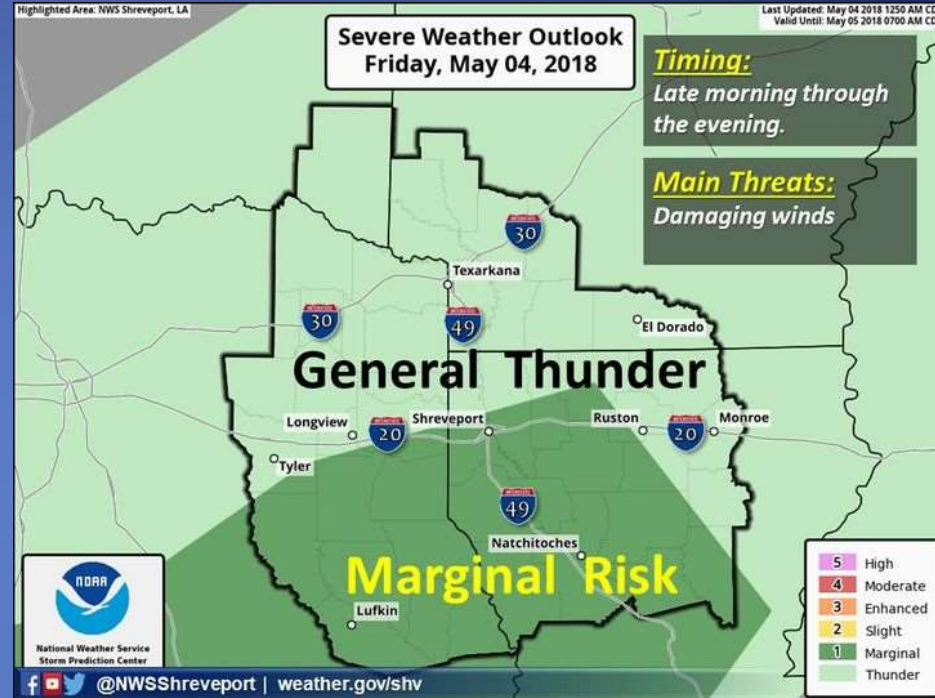 Highlighted Area: NWS Shreveport, LA
Last Updated: May 04 2018 1250 AM CD
Valid Until: May 05 2018 0700 AM CD
Severe Weather Outlook
Friday, May 04, 2018
Timing:
Late morning through
the evening.
Main Threats:
Damaging winds
30
Texarkana
30
49
El Dorado
General Thunder
Longview
20
Shreveport
Ruston
20
Monroe
Tyler
49
Natchitoches
Marginal Risk
Lufkin
NOAA
National Weather Service
Storm Prediction Center
5 High
4 Moderate
3 Enhanced
2 Slight
1 Marginal
Thunder
@NWSShreveport | weather.gov/shv